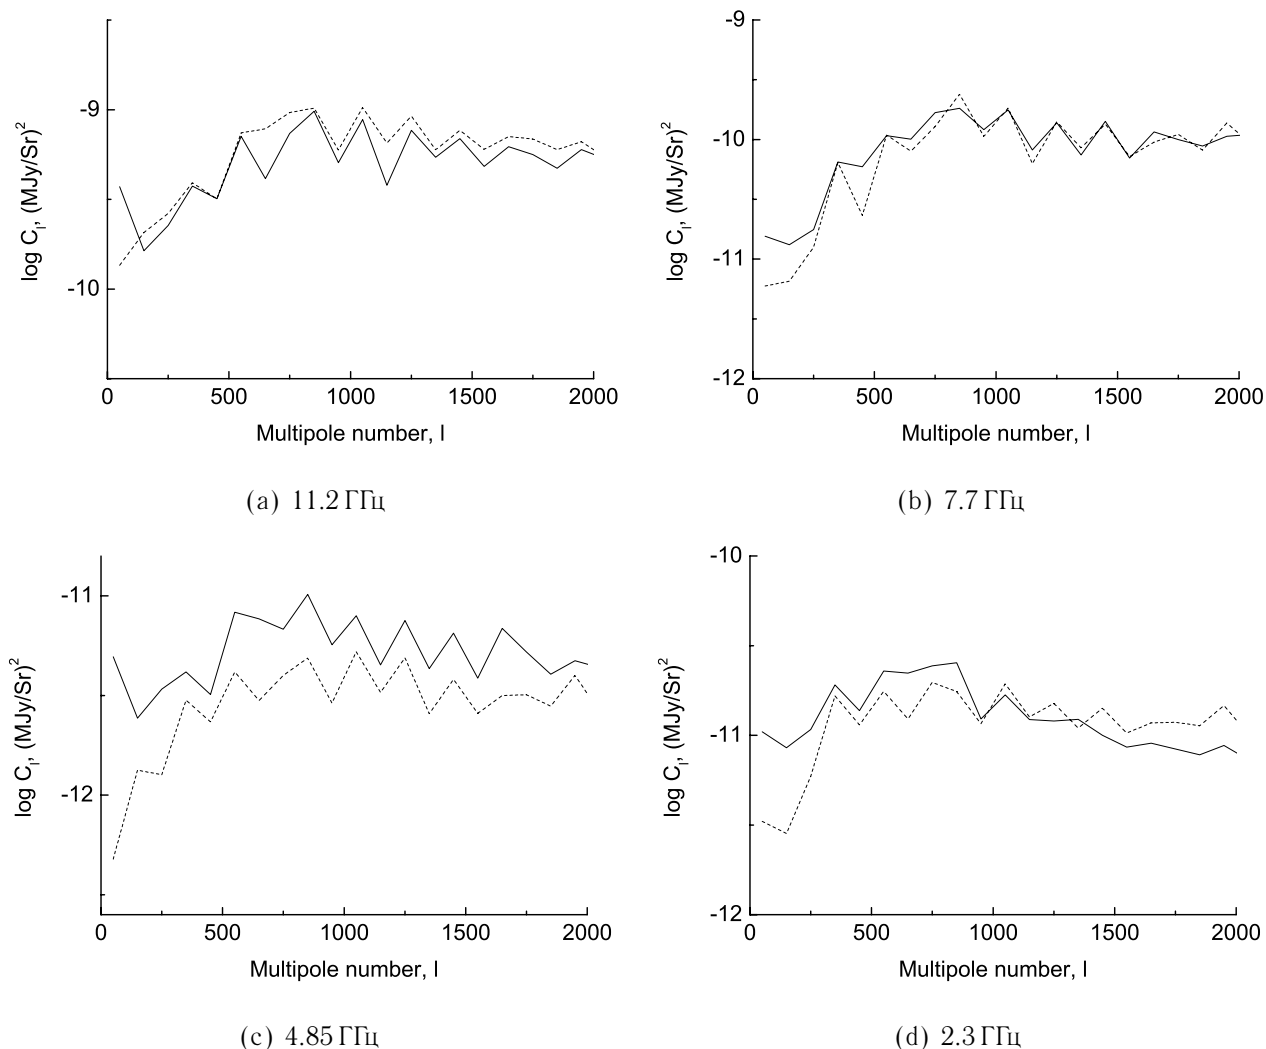 -9
-10
log C_l, (MJy/Sr)^2
0 500 1000 1500 2000
Multipole number, l
(a) 11.2 ГГц
-9
-10
-11
-12
log C_l, (MJy/Sr)^2
0 500 1000 1500 2000
Multipole number, l
(b) 7.7 ГГц
-11
-12
log C_l, (MJy/Sr)^2
0 500 1000 1500 2000
Multipole number, l
(c) 4.85 ГГц
-10
-11
-12
log C_l, (MJy/Sr)^2
0 500 1000 1500 2000
Multipole number, l
(d) 2.3 ГГц